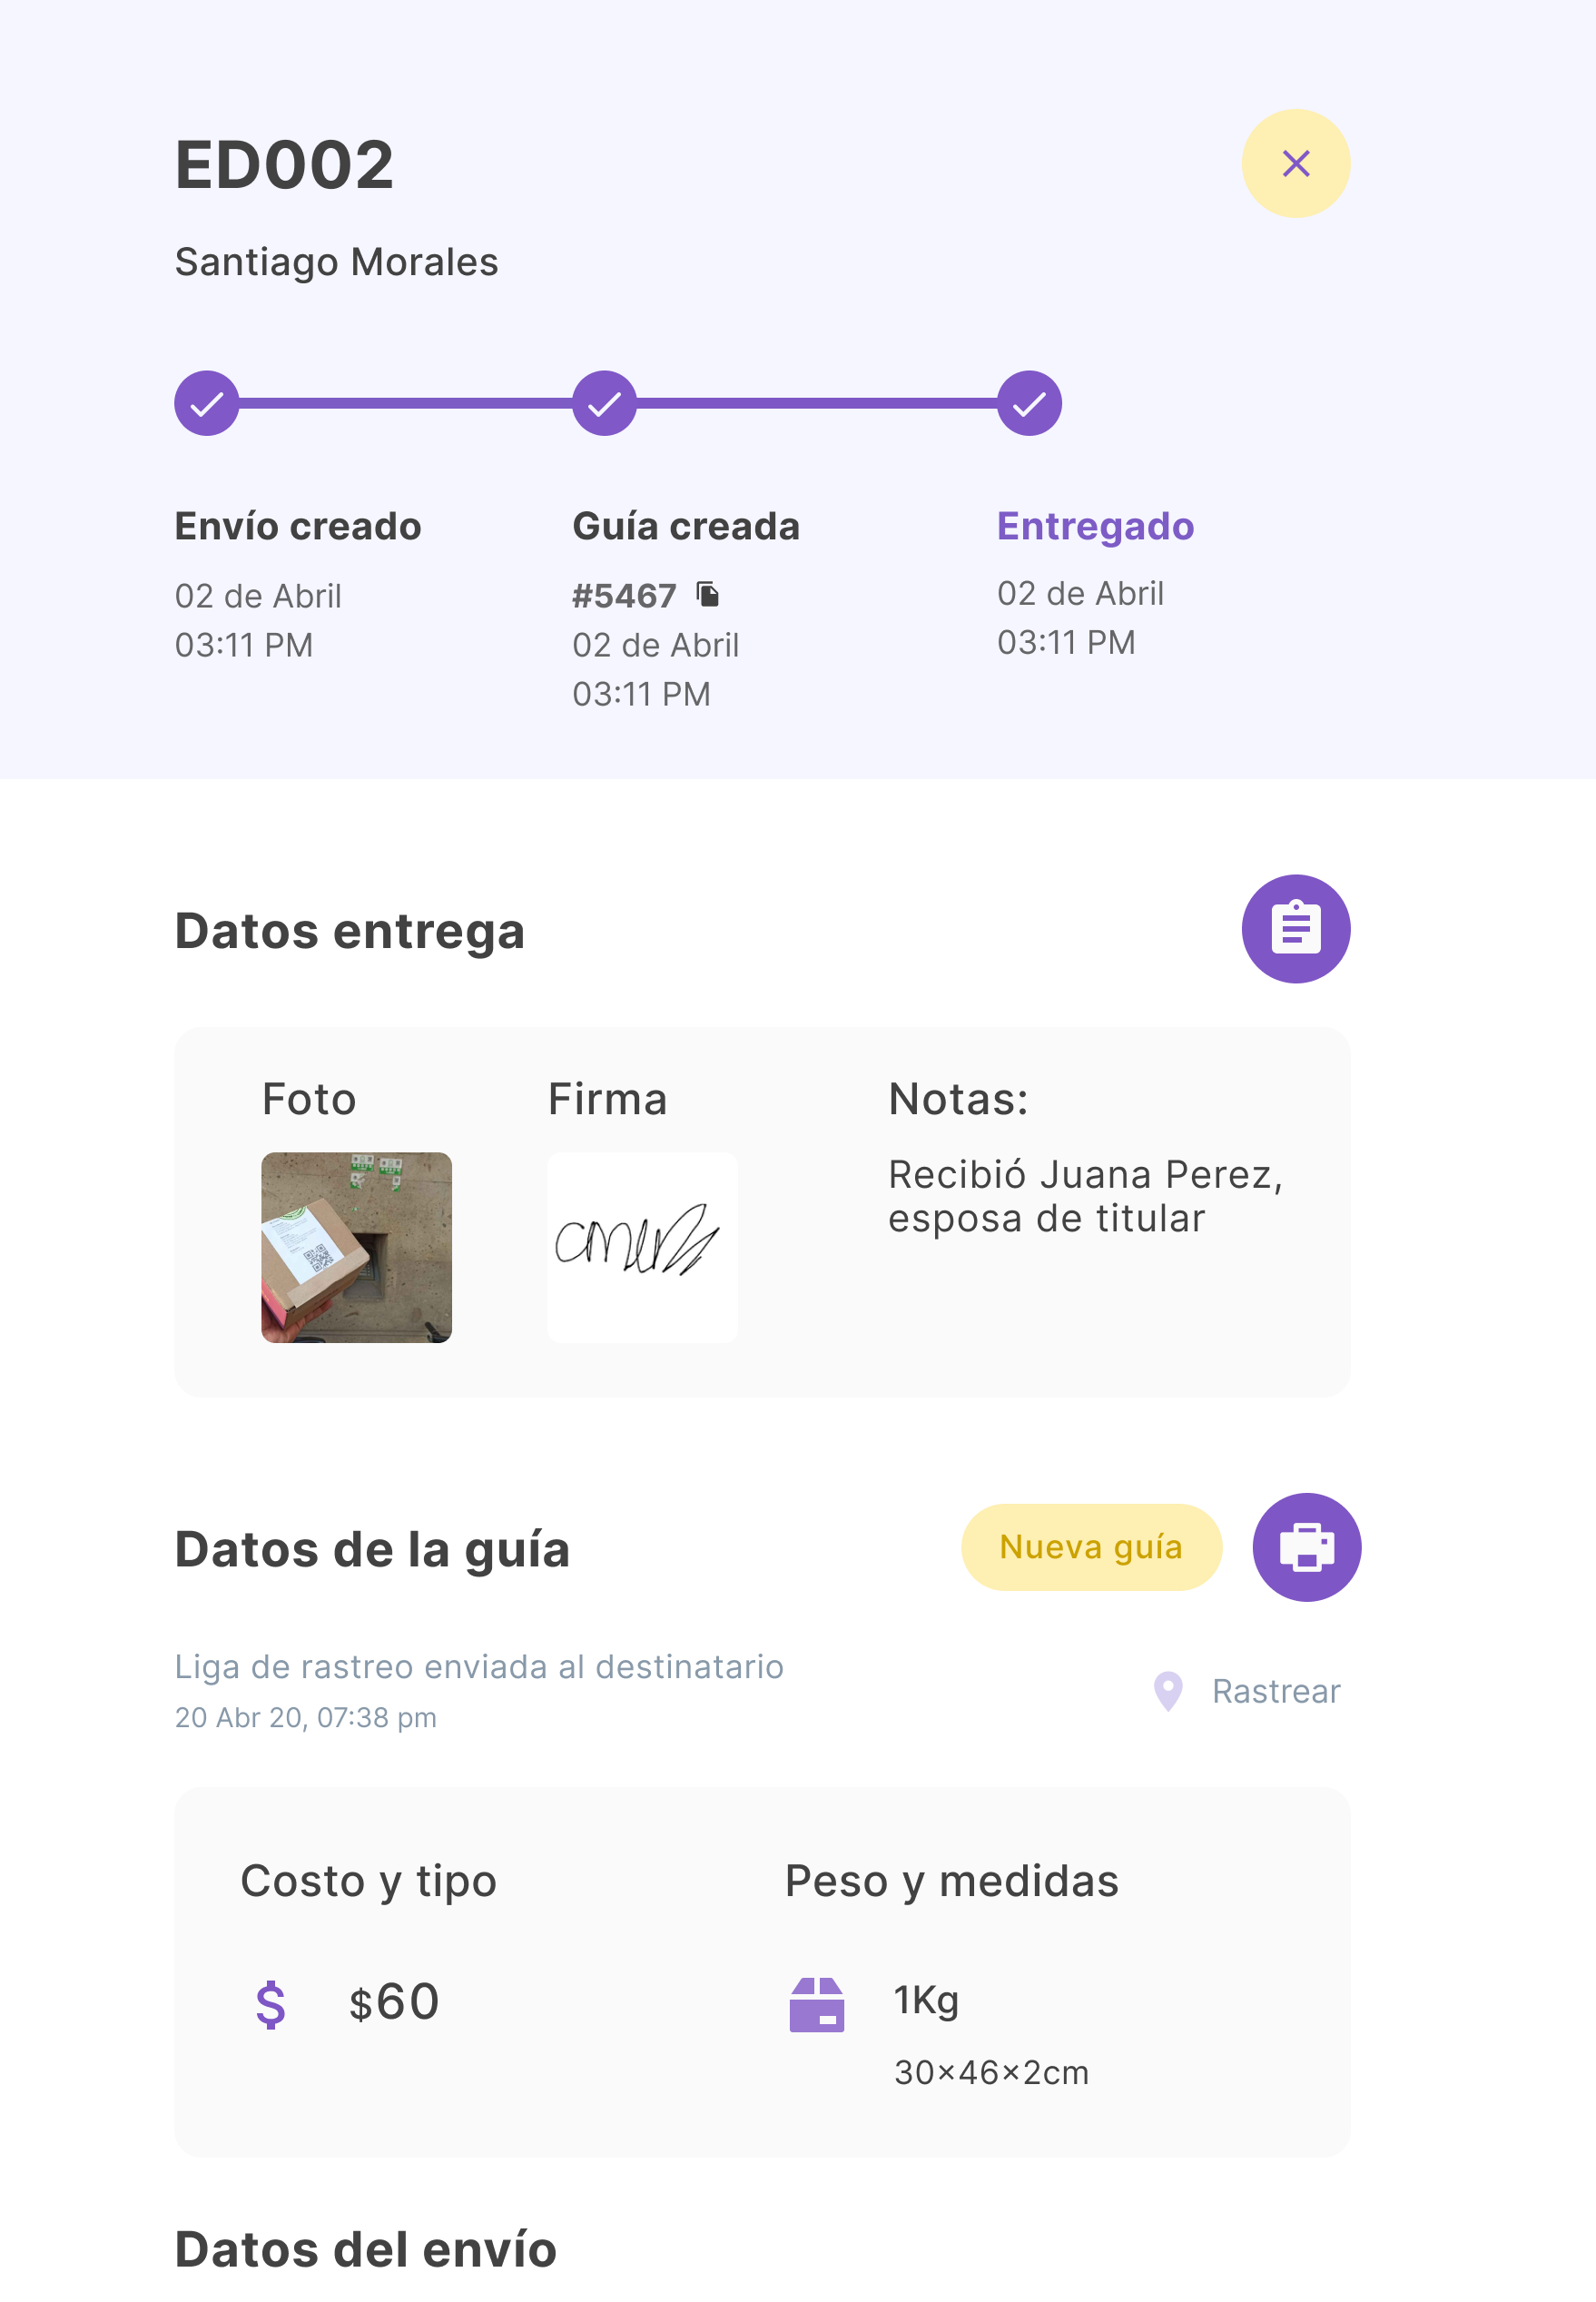 ED002
Santiago Morales
Envío creado
02 de Abril
03:11 PM
Guía creada
#5467
02 de Abril
03:11 PM
Entregado
02 de Abril
03:11 PM
Datos entrega
Foto
Firma
Notas:
Recibió Juana Perez,
esposa de titular
Datos de la guía
Nueva guía
Liga de rastreo enviada al destinatario
20 Abr 20, 07:38 pm
Rastrear
Costo y tipo
$ $60
Peso y medidas
1Kg
30×46×2cm
Datos del envío